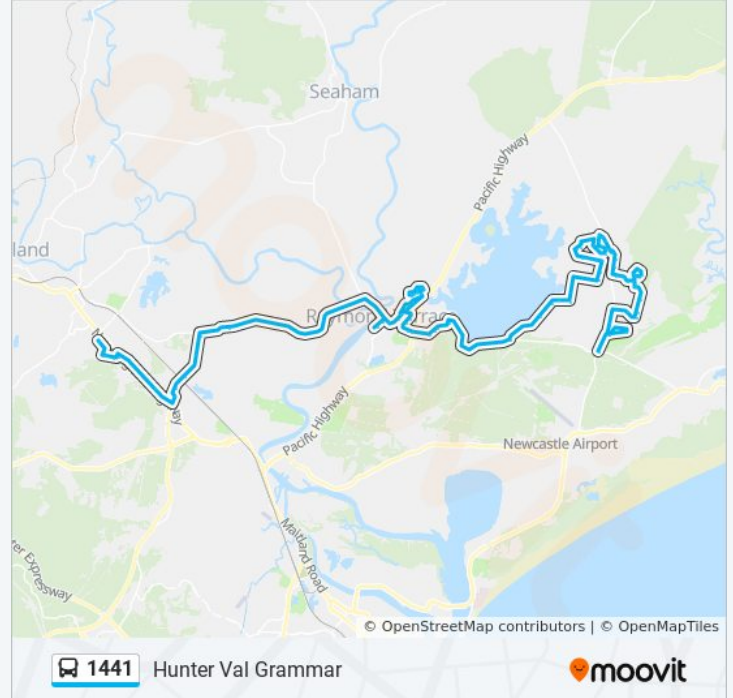 Seaham
Pacific Highway
land
Pacific Highway
Newcastle Airport
Maitland Road
ter Expressway
© OpenStreetMap contributors | © OpenMapTiles
1441 Hunter Val Grammar
moovit